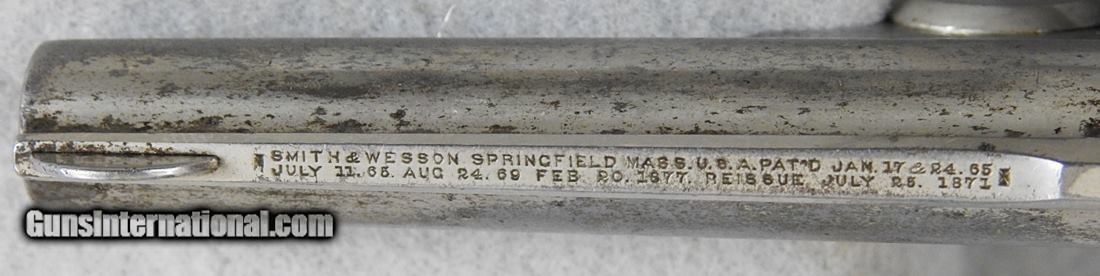 SMITH & WESSON SPRINGFIELD MASS. U.S.A. PAT'D JAN. 17 & 24. 65
JULY 11. 65. AUG 24. 69 FEB 20. 1877. REISSUE JULY 25. 1871
GunsInternational.com